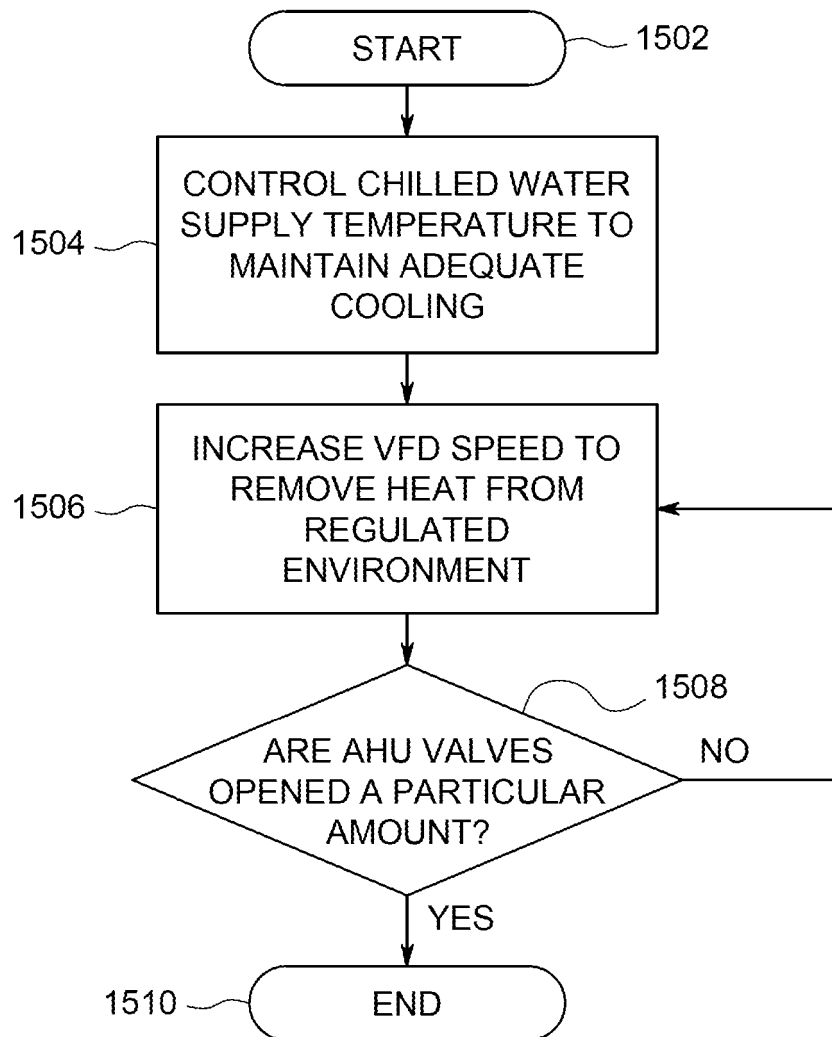 START
1502
CONTROL CHILLED WATER
SUPPLY TEMPERATURE TO
MAINTAIN ADEQUATE
COOLING
1504
INCREASE VFD SPEED TO
REMOVE HEAT FROM
REGULATED
ENVIRONMENT
1506
1508
ARE AHU VALVES
OPENED A PARTICULAR
AMOUNT?
NO
YES
1510
END